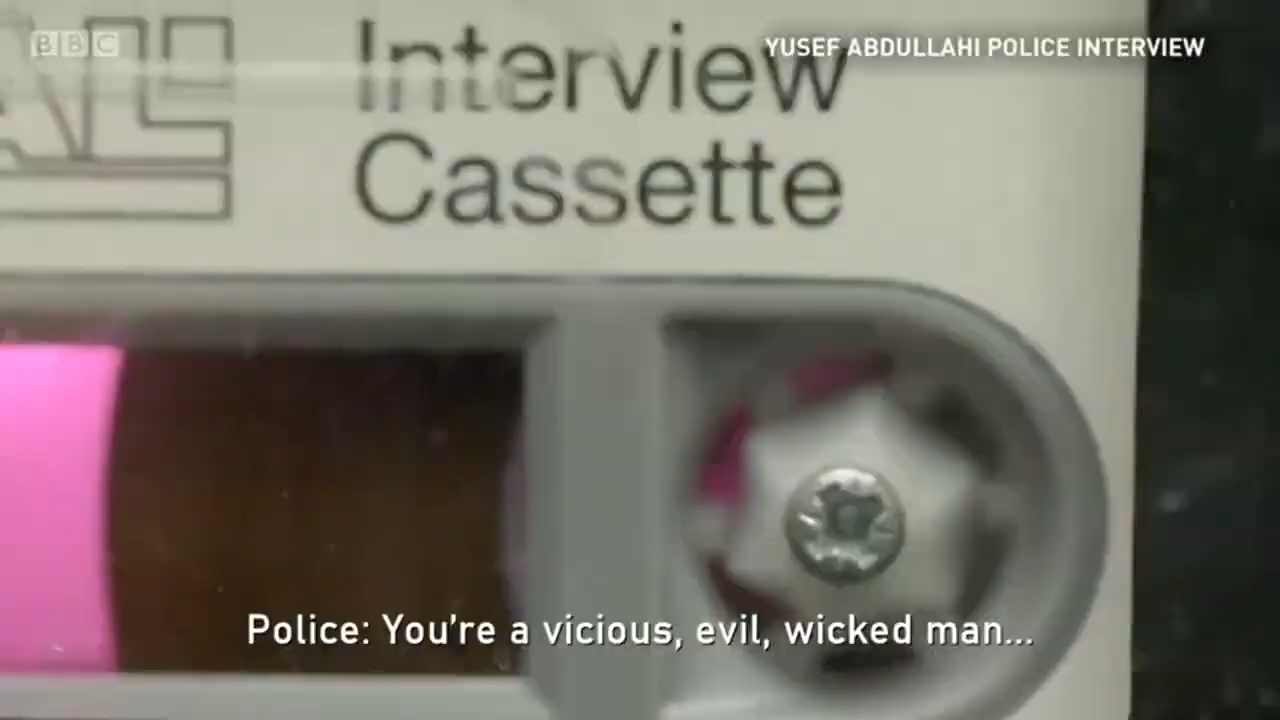 BBC
YUSEF ABDULLAHI POLICE INTERVIEW
Interview
Cassette
Police: You're a vicious, evil, wicked man...